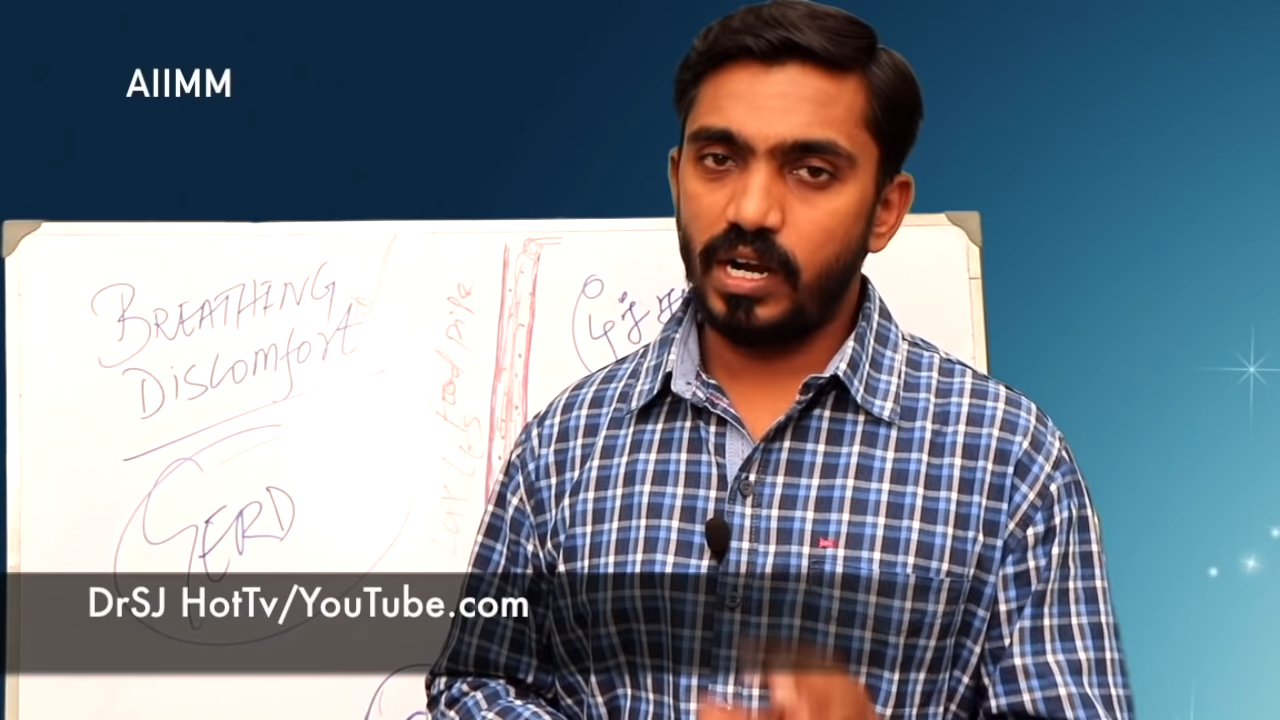 AIIMM
BREATHING
DISCOMFORT
food pipe
GERD
DrSJ HotTv/YouTube.com